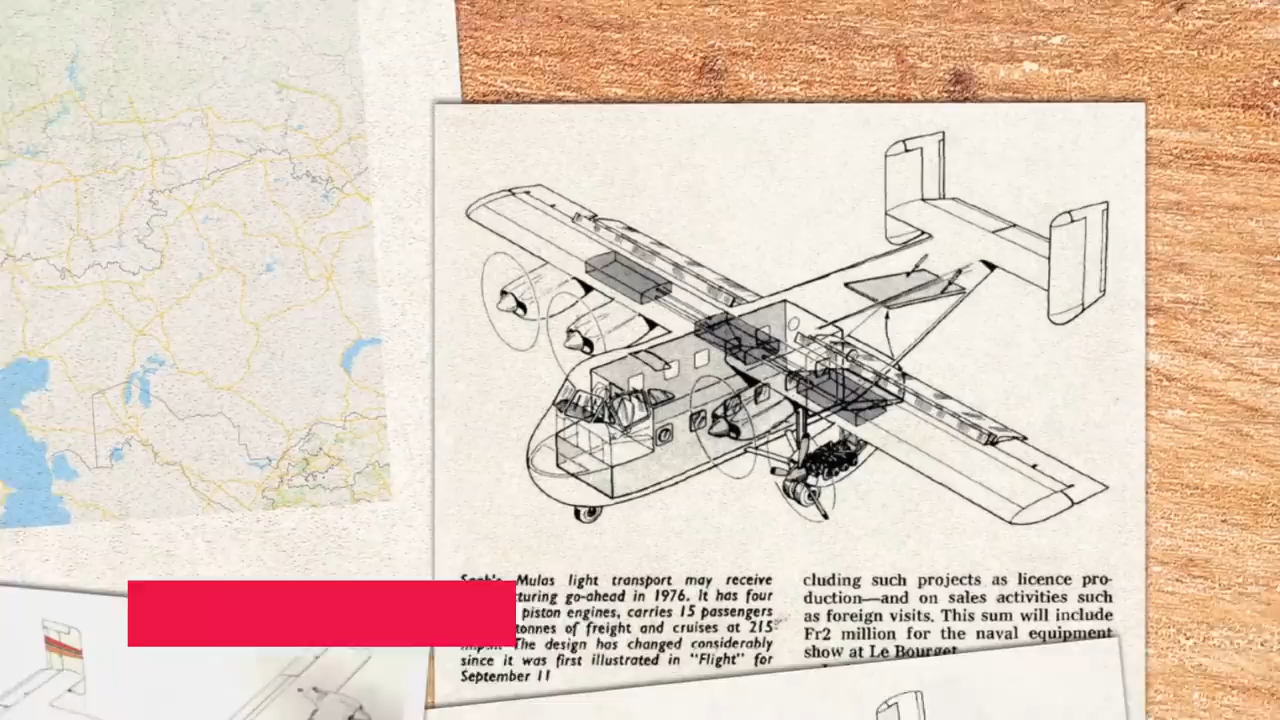 Mulas light transport may receive
turing go-ahead in 1976. It has four
piston engines, carries 15 passengers
tonnes of freight and cruises at 215
The design has changed considerably
since it was first illustrated in "Flight" for
September 11
cluding such projects as licence pro-
duction—and on sales activities such
as foreign visits. This sum will include
Fr2 million for the naval equipment
show at Le Bourget